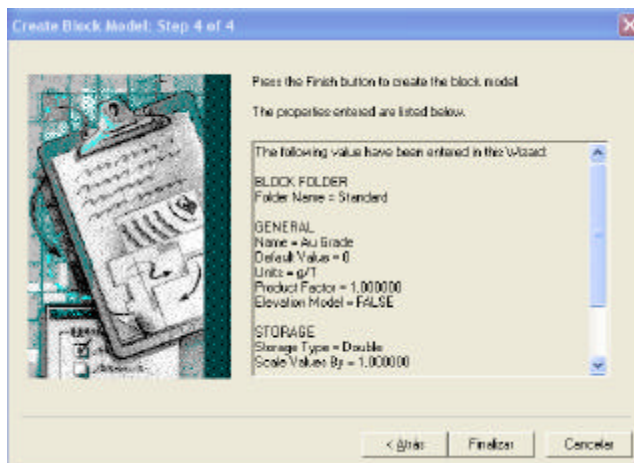 Create Block Model: Step 4 of 4
Press the Finish button to create the block model.
The properties entered are listed below.
The following value have been entered in this Wizard
BLOCK FOLDER
Folder Name = Standard
GENERAL
Name = Au Grade
Default Value = 0
Units = g/T
Product Factor = 1.000000
Elevation Model = FALSE
STORAGE
Storage Type = Double
Scale Values By = 1.000000
< Atrás
Finalizar
Cancelar